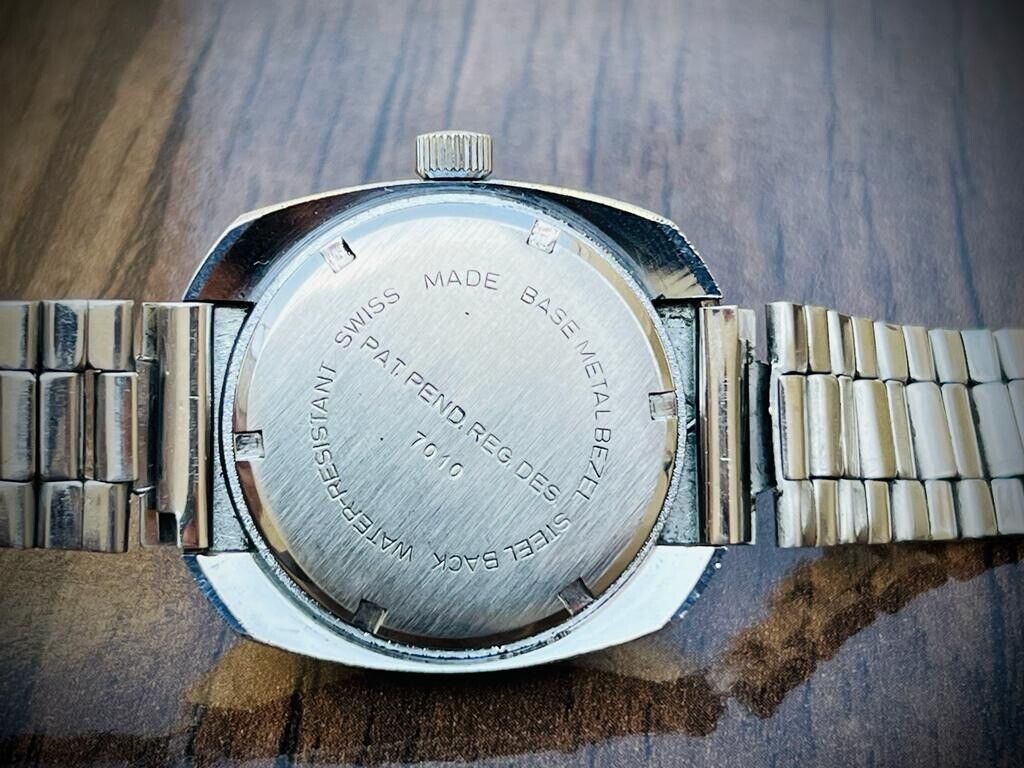 SWISS MADE BASE METAL BEZEL STEEL BACK WATER-RESISTANT
PAT. PEND. REG. DES
7010